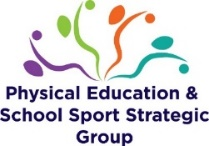 Physical Education &
School Sport Strategic
Group